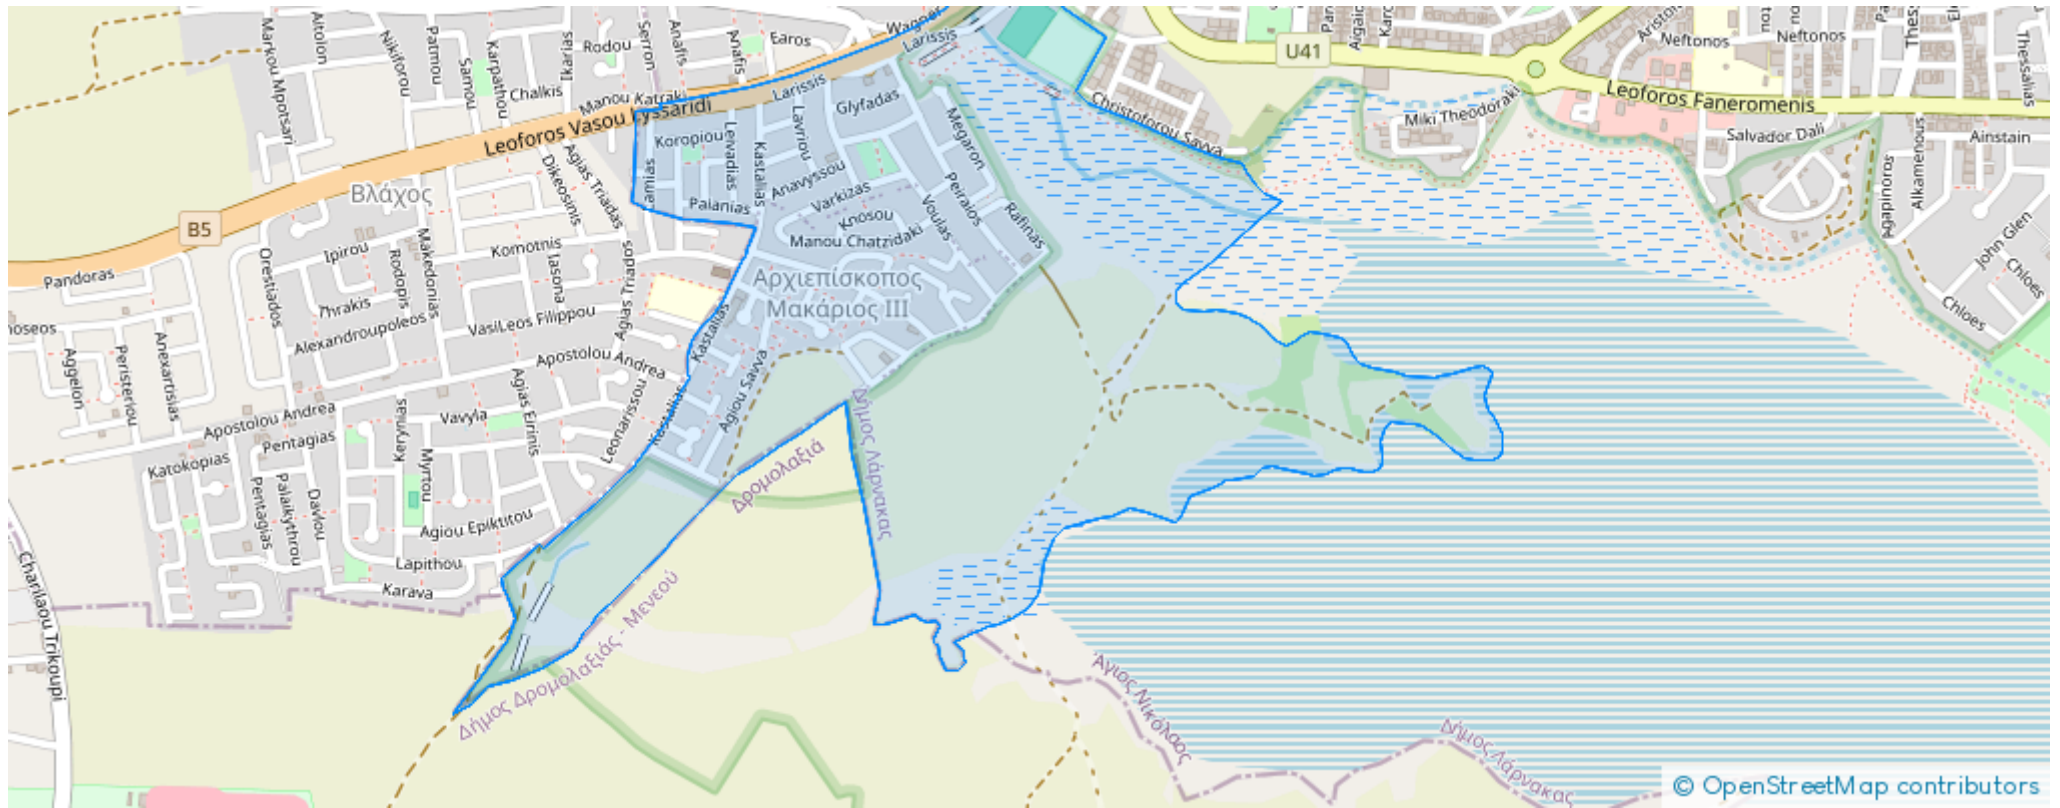 Markou Mpotsari
Aitolon
Nikiforou
Patmou
Samou
Karpathou
Chalkis
Ikarias
Rodou
Serron
Anafis
Anafis
Earos
Wagner
Larissis
Manou Katraki
Larissis
Leoforos Vasou Lyssaridi
B5
Βλάχος
Pandoras
Orestiados
Ipirou
Thrakis
Rodopis
Makedonias
Alexandroupoleos
Komotnis
Iasona
VasiLeos Filippou
Dikeosinis
Agias Triadas
Agias Triados
Apostolou Andrea
Apostolou Andrea
Aggelon
Peristeriou
Anexartisias
Katokopias
Pentagias
Pentagias
Palaikythrou
Davlou
Kerynias
Myrtou
Vavyla
Agias Eirinis
Leonarissou
Agiou Epiktitou
Lapithou
Karava
Charilaou Trikoupi
Koropiou
Levadias
Kastalias
Lavriou
Glyfadas
Anavyssou
Palanias
Varkizas
Knosou
Manou Chatzidaki
Voulas
Peiraios
Megaron
Rafinas
Αρχιεπίσκοπος
Μακάριος III
Kastalias
Kastalias
Agiou Savva
Δρομολαξιά
Δήμος Λάρνακας
Δήμος Δρομολαξιάς - Μενεού
Άγιος Νικόλαος
Δήμος Λάρνακας
Christoforou Savva
U41
Leoforos Faneromenis
Miki Theodoraki
Neftonos
Neftonos
Salvador Dali
Ainstain
Thessalias
Agapinoros
Alkamenous
John Glen
Chloes
Chloes
© OpenStreetMap contributors